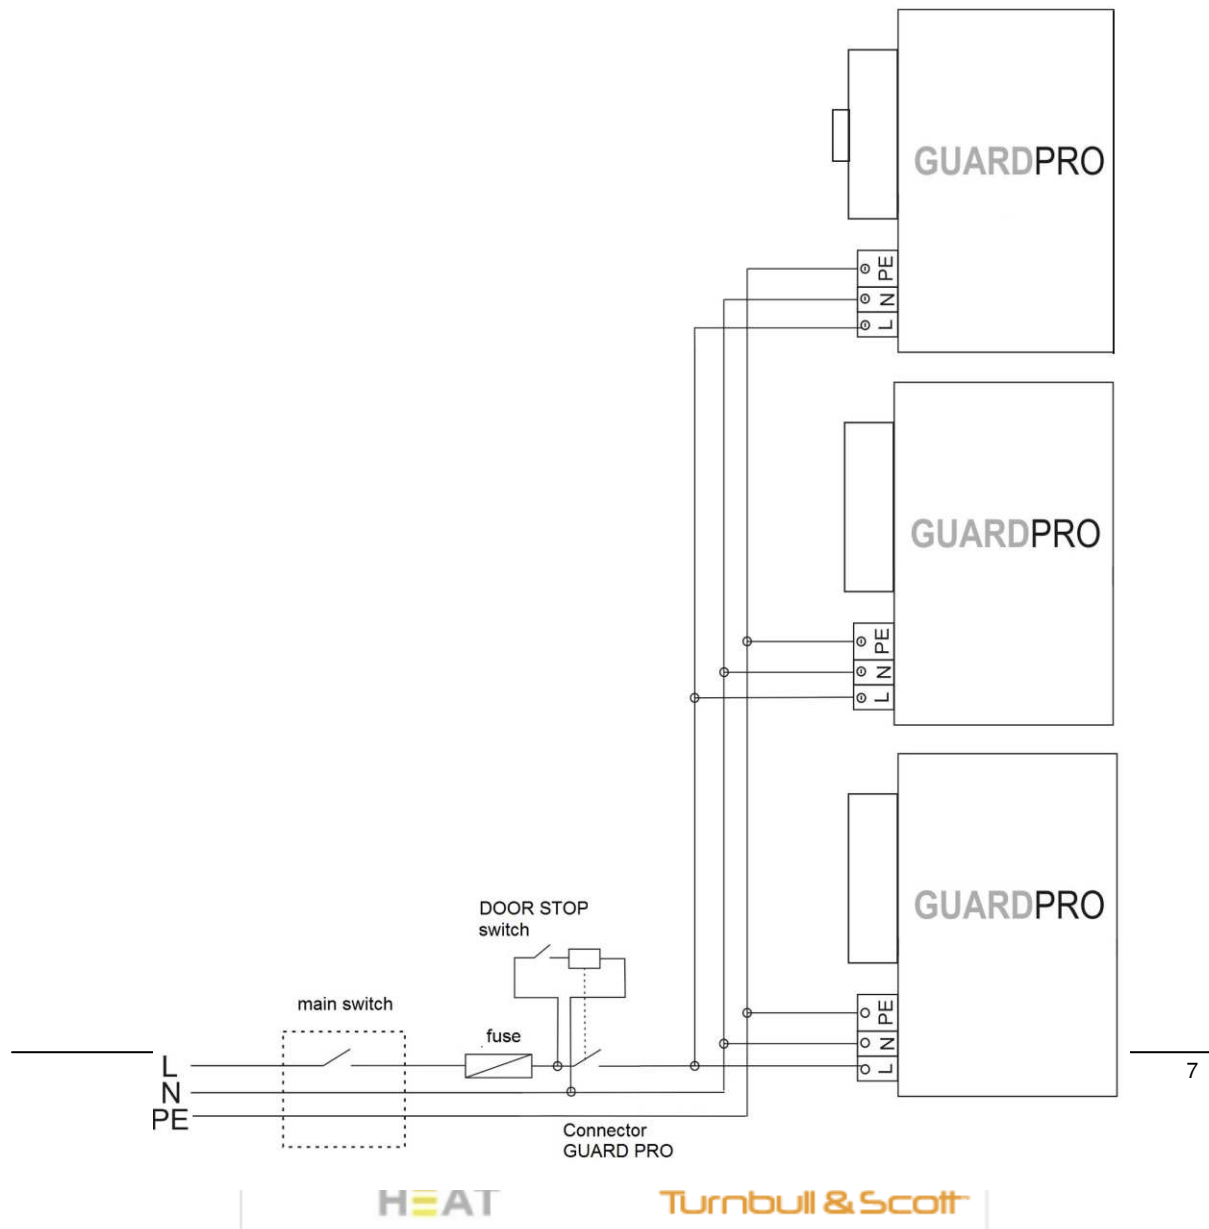 GUARDPRO
PE
N
L
GUARDPRO
PE
N
L
GUARDPRO
PE
N
L
DOOR STOP
switch
main switch
fuse
L
N
PE
Connector
GUARD PRO
7
HEAT
Turnbull & Scott